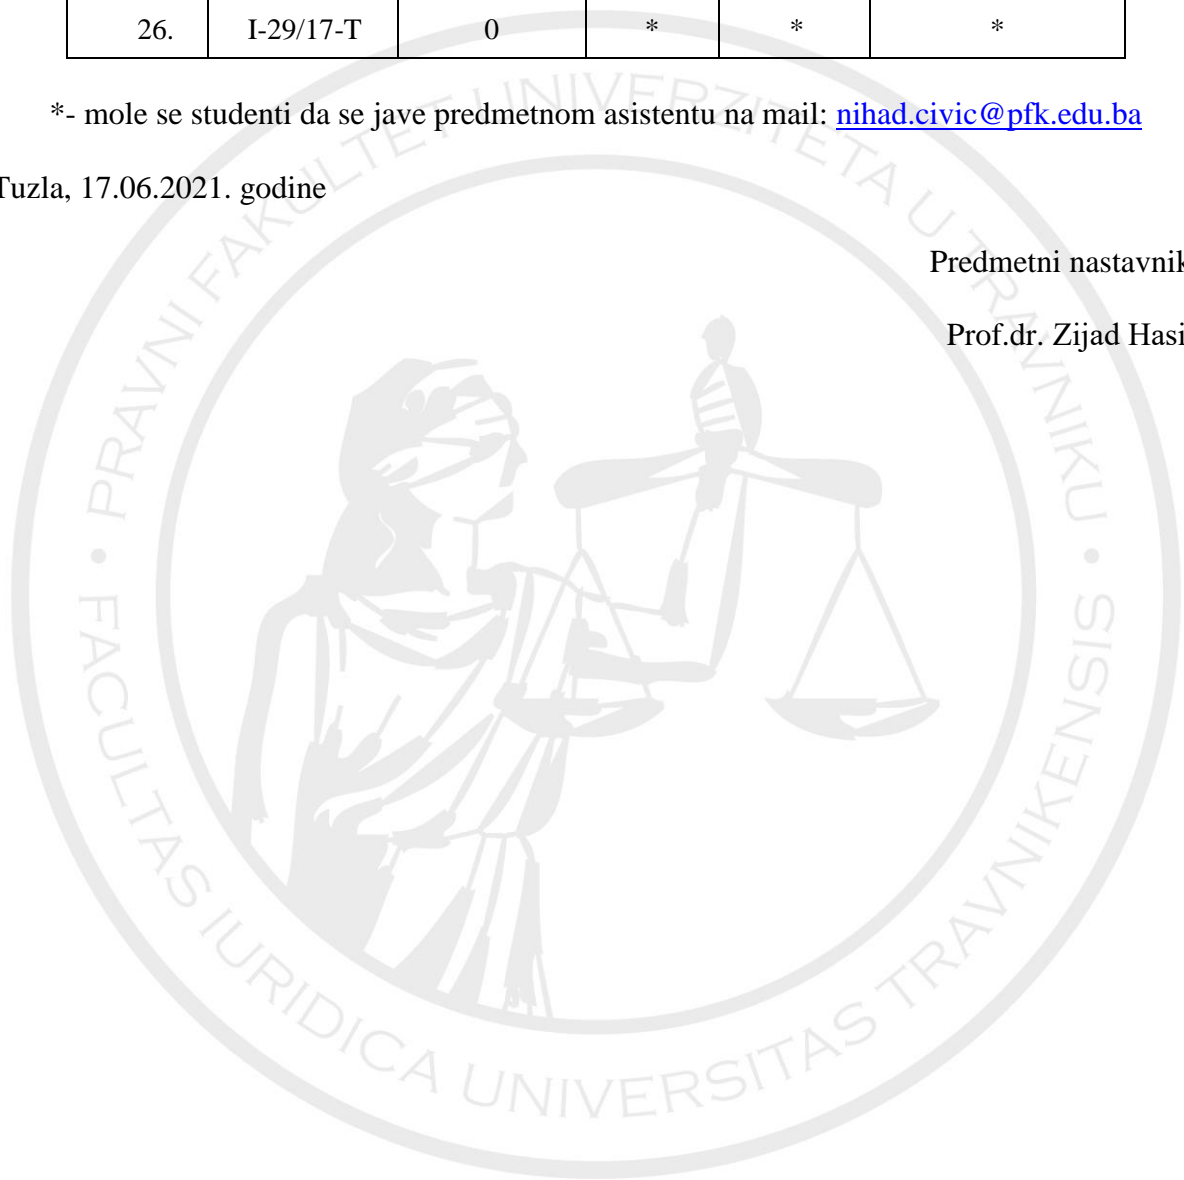 26. I-29/17-T 0 * * *
*- mole se studenti da se jave predmetnom asistentu na mail: nihad.civic@pfk.edu.ba
Tuzla, 17.06.2021. godine
Predmetni nastavnik
Prof.dr. Zijad Hasi
PRAVNI FAKULTET UNIVERZITETA U TRAVNIKU
• FACULTAS IURIDICA UNIVERSITAS TRAVNIKENSIS •